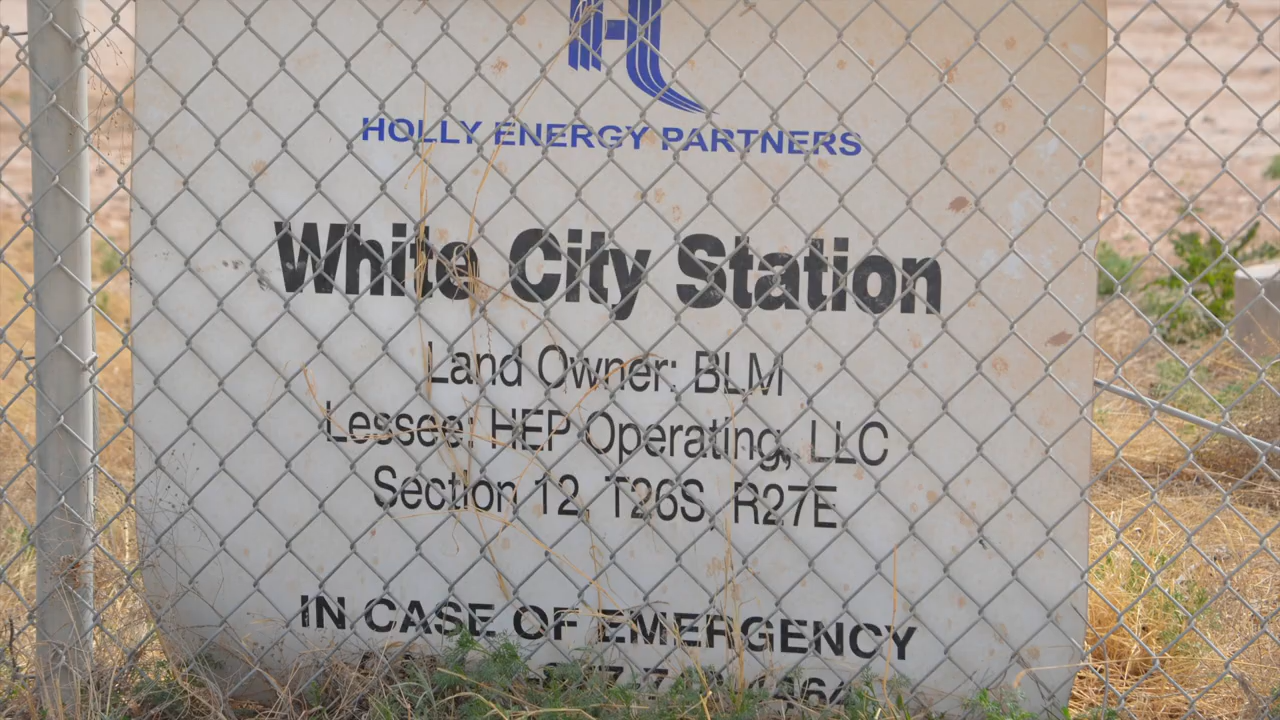 HOLLY ENERGY PARTNERS
White City Station
Land Owner: BLM
Lessee: HEP Operating, LLC
Section 12, T26S, R27E
IN CASE OF EMERGENCY